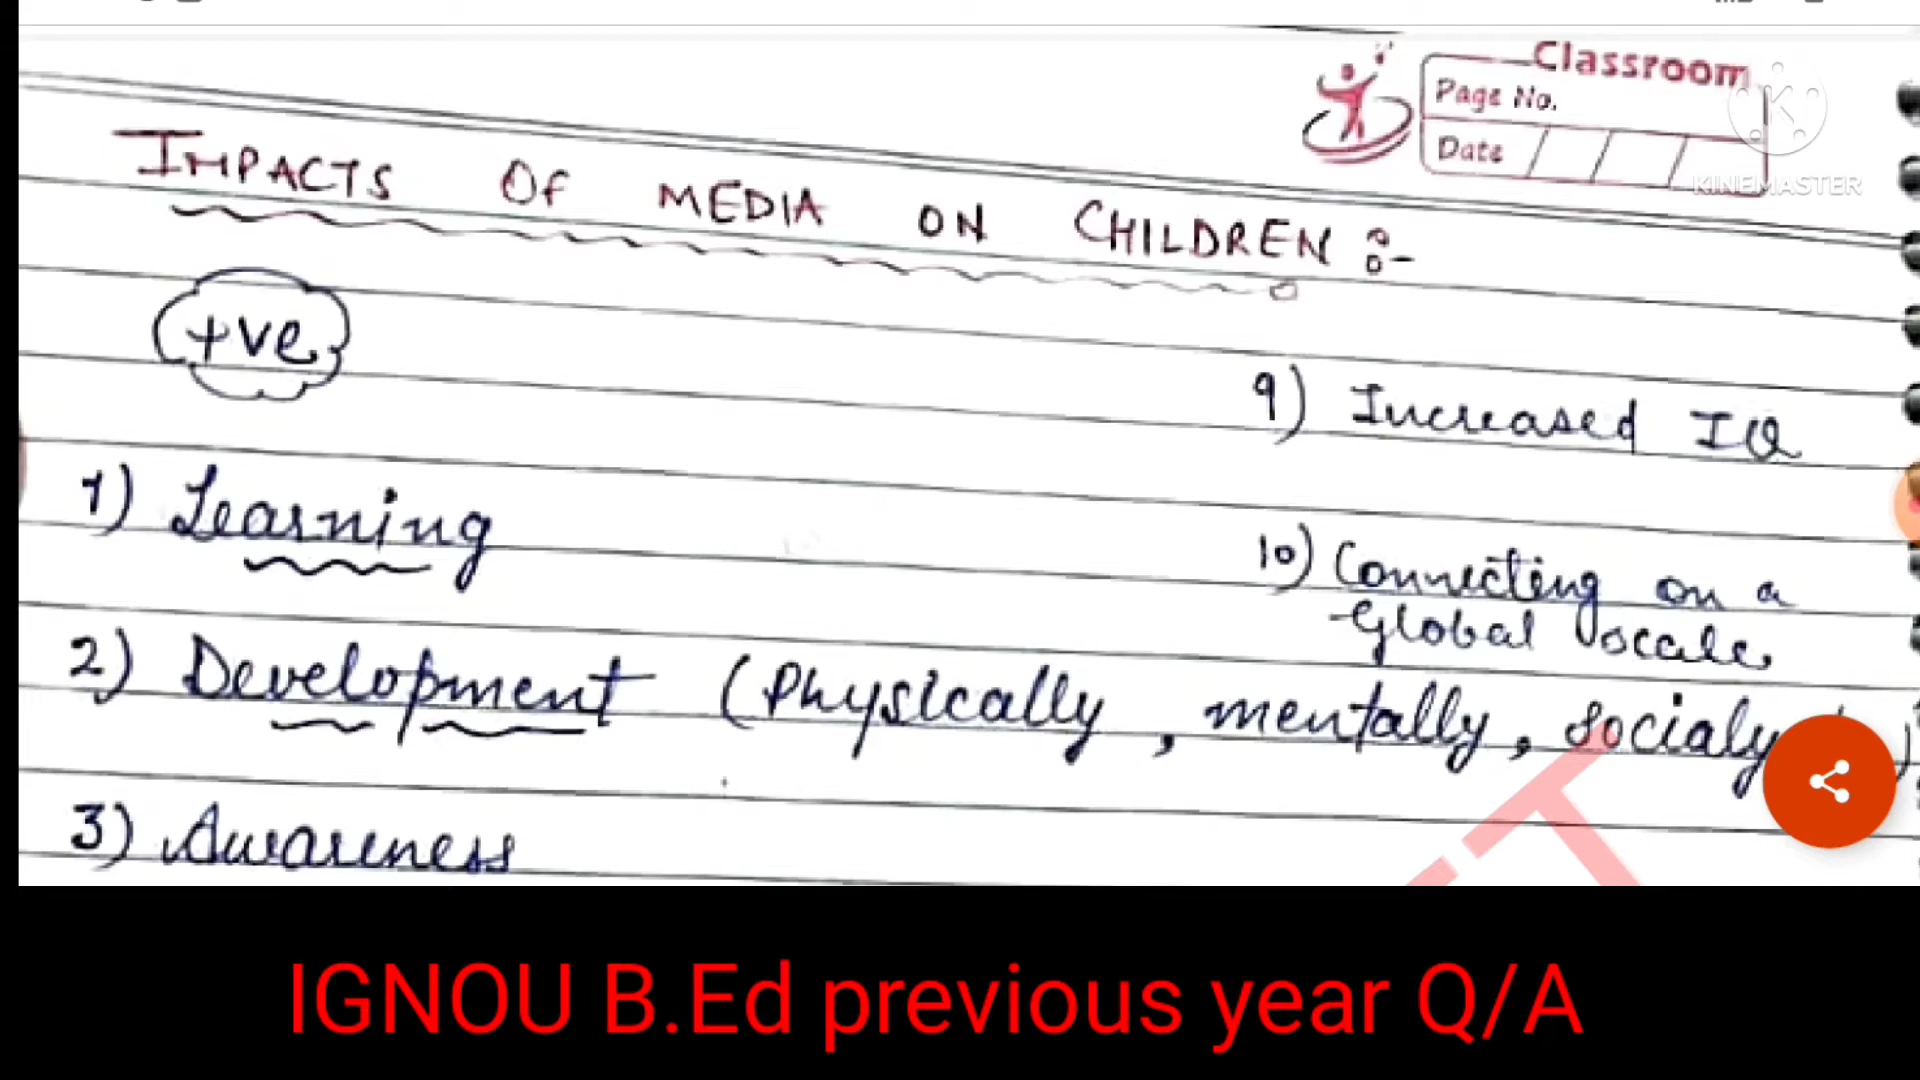 Classroom
Page No.
Date
KINEMASTER
IMPACTS OF MEDIA ON CHILDREN :-
+ve
9) Increased IQ
1) Learning
10) Connecting on a
Global scale
2) Development (Physically, mentally, socialy )
3) Awareness
IGNOU B.Ed previous year Q/A